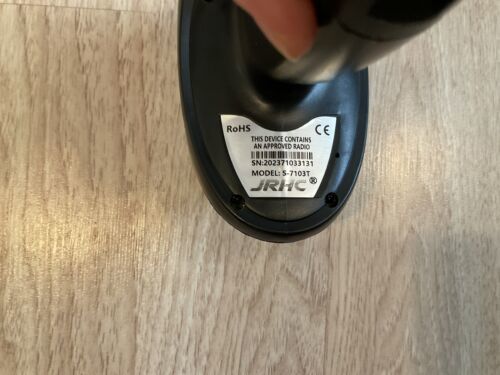 RoHS CE
THIS DEVICE CONTAINS
AN APPROVED RADIO
SN:202371033131
MODEL: S-7103T
JRHC ®